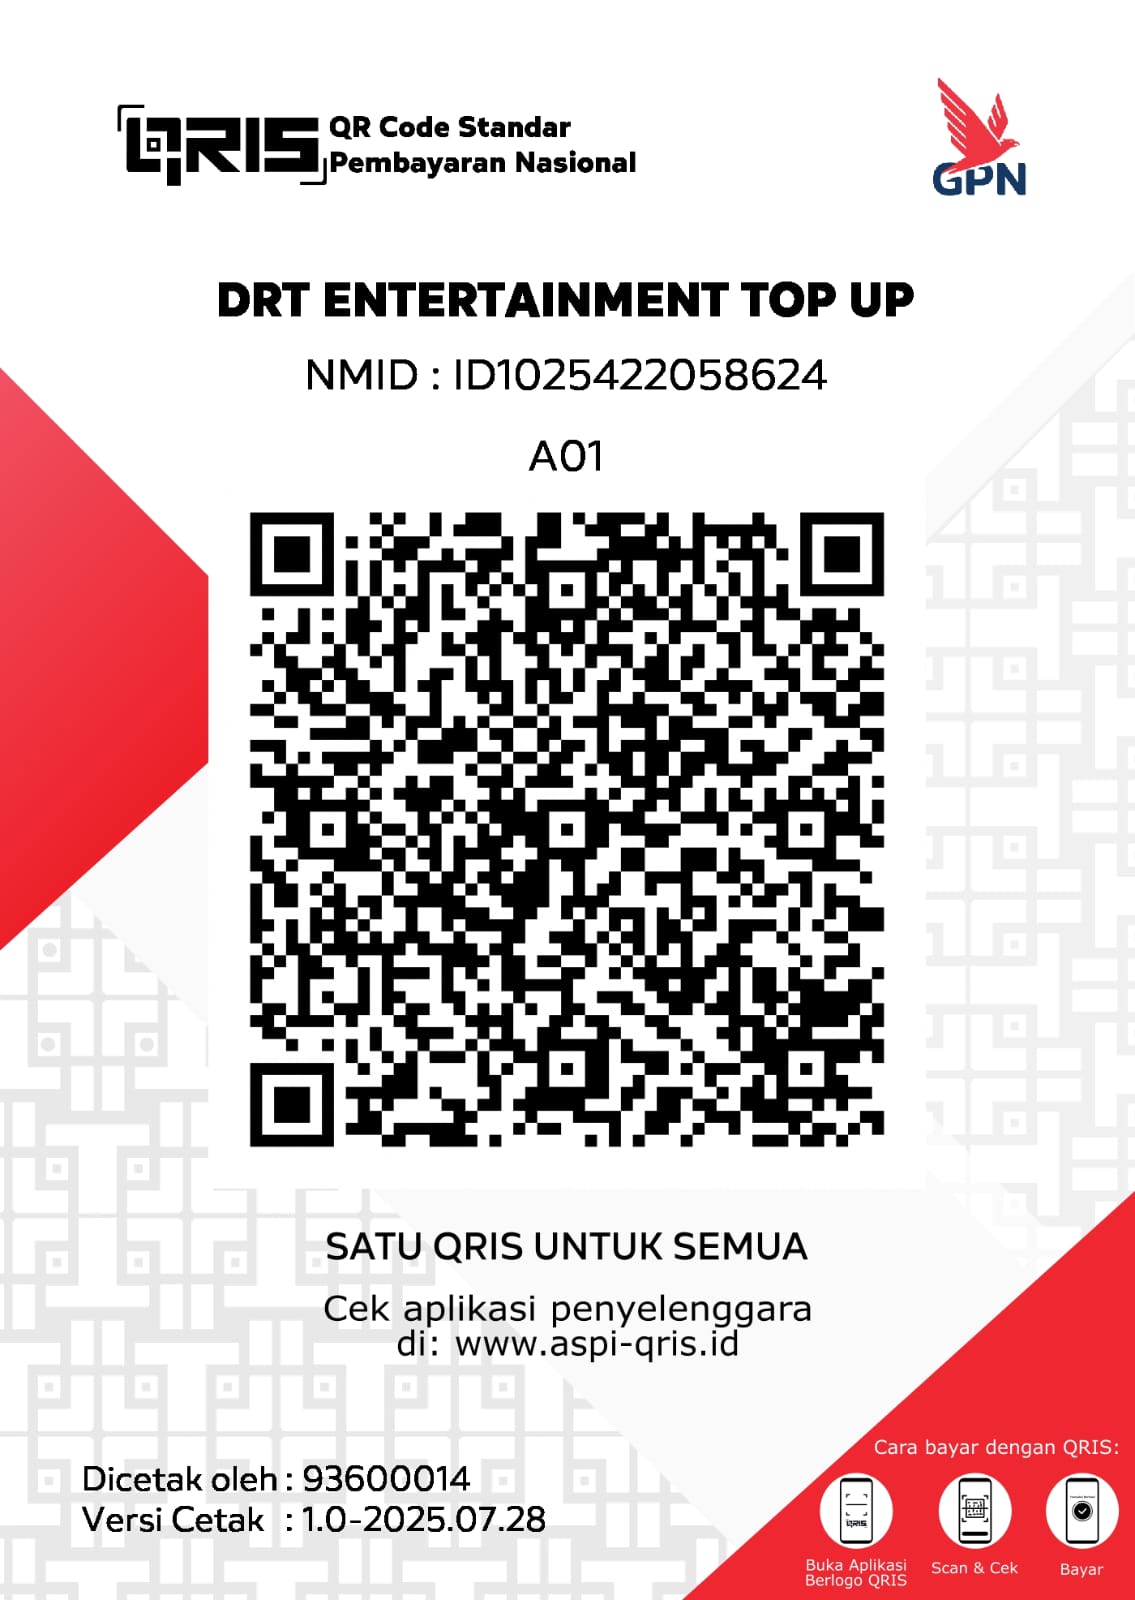 QRIS
QR Code Standar
Pembayaran Nasional
GPN
DRT ENTERTAINMENT TOP UP
NMID : ID1025422058624
A01
SATU QRIS UNTUK SEMUA
Cek aplikasi penyelenggara
di: www.aspi-qris.id
Dicetak oleh : 93600014
Versi Cetak : 1.0-2025.07.28
Cara bayar dengan QRIS:
QRIS
Buka Aplikasi
Berlogo QRIS
Scan & Cek
Bayar